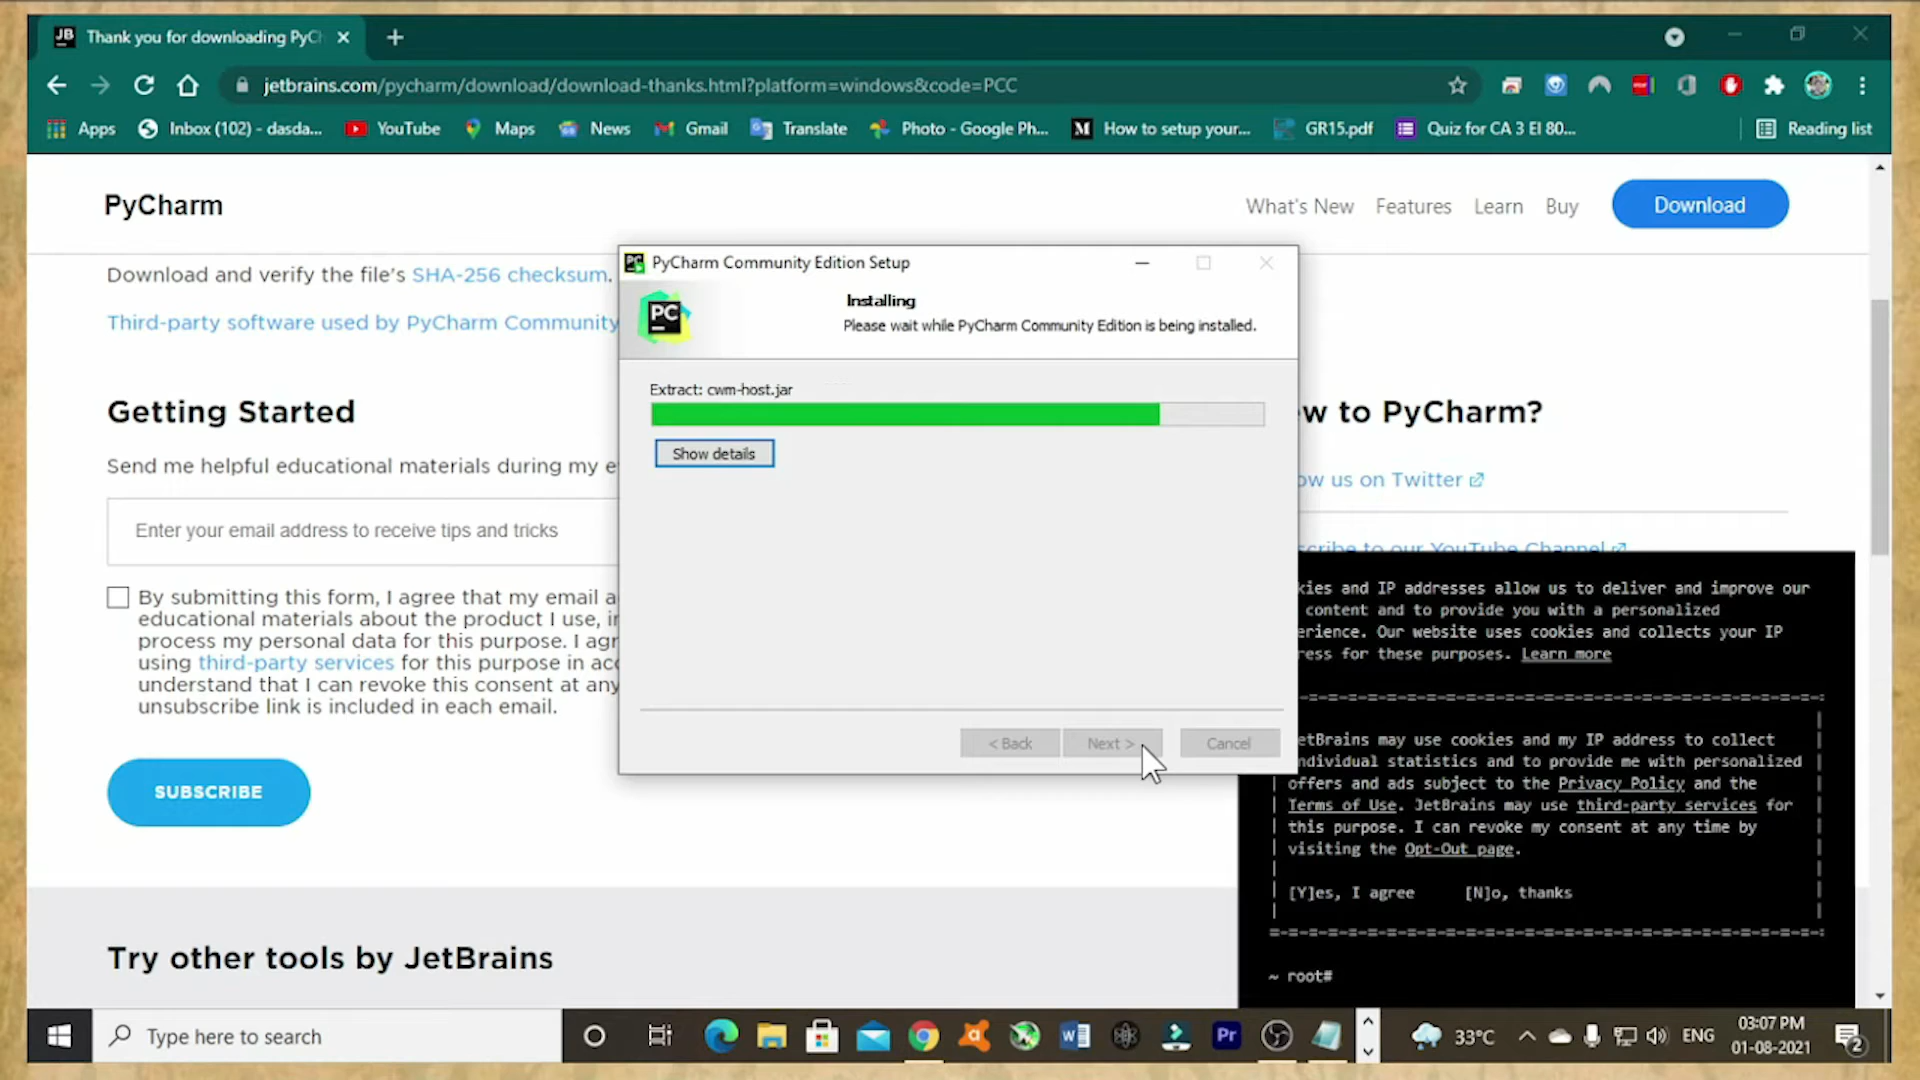 JB
Thank you for downloading PyCh
jetbrains.com/pycharm/download/download-thanks.html?platform=windows&code=PCC
Apps
Inbox (102) - dasda...
YouTube
Maps
News
Gmail
Translate
Photo - Google Ph...
How to setup your...
GR15.pdf
Quiz for CA 3 EI 80...
Reading list
PyCharm
What's New
Features
Learn
Buy
Download
Download and verify the file's SHA-256 checksum.
Third-party software used by PyCharm Community
Getting Started
Send me helpful educational materials during my e
Enter your email address to receive tips and tricks
By submitting this form, I agree that my email a
educational materials about the product I use, i
process my personal data for this purpose. I agr
using third-party services for this purpose in acc
understand that I can revoke this consent at any
unsubscribe link is included in each email.
SUBSCRIBE
Try other tools by JetBrains
PyCharm Community Edition Setup
PC
Installing
Please wait while PyCharm Community Edition is being installed.
Extract: cwm-host.jar
Show details
< Back
Next >
Cancel
ew to PyCharm?
ow us on Twitter
scribe to our YouTube Channel
kies and IP addresses allow us to deliver and improve our
content and to provide you with a personalized
erience. Our website uses cookies and collects your IP
ress for these purposes. Learn more
etBrains may use cookies and my IP address to collect
individual statistics and to provide me with personalized
offers and ads subject to the Privacy Policy and the
Terms of Use. JetBrains may use third-party services for
this purpose. I can revoke my consent at any time by
visiting the Opt-Out page.
[Y]es, I agree
[N]o, thanks
~ root#
Type here to search
Pr
33°C
ENG
03:07 PM
01-08-2021
2